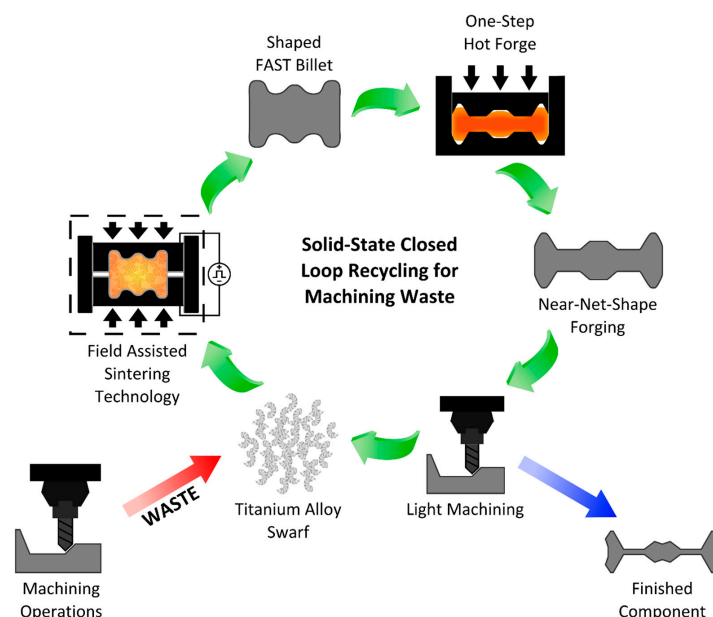 Shaped
FAST Billet
One-Step
Hot Forge
Solid-State Closed
Loop Recycling for
Machining Waste
Near-Net-Shape
Forging
Field Assisted
Sintering
Technology
WASTE
Titanium Alloy
Swarf
Light Machining
Machining
Operations
Finished
Component